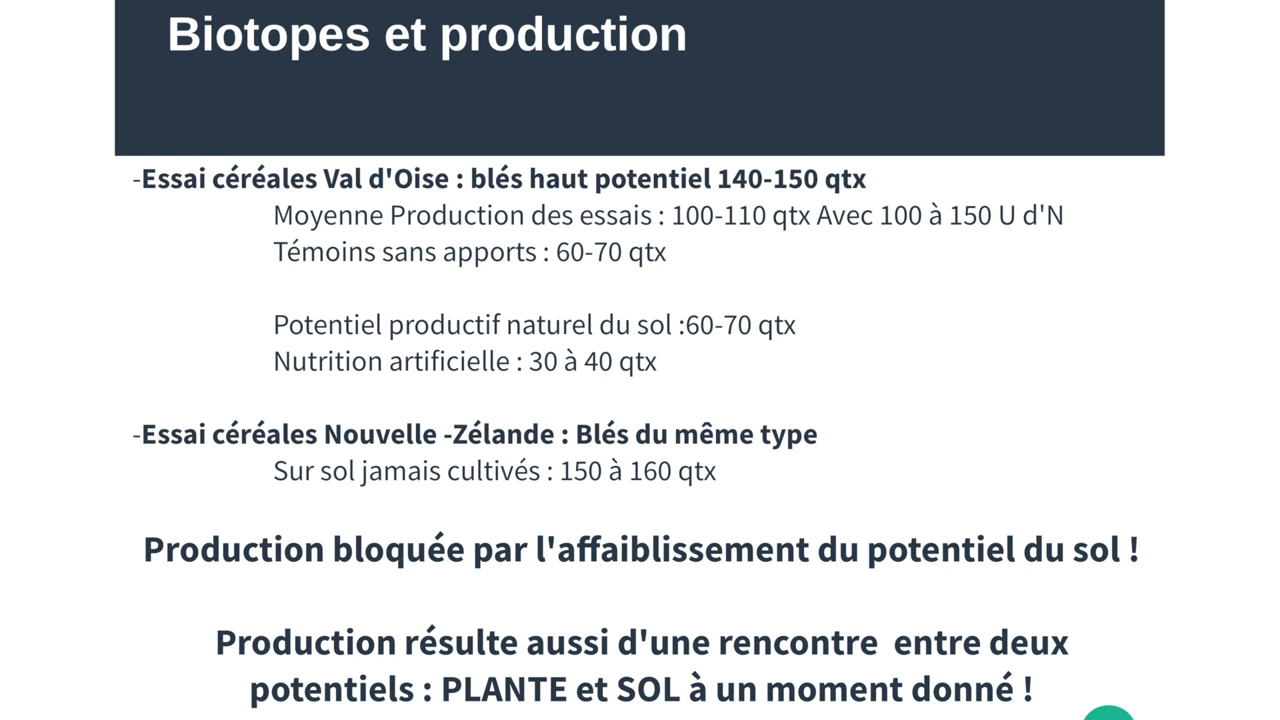 Biotopes et production
-Essai céréales Val d'Oise : blés haut potentiel 140-150 qtx
Moyenne Production des essais : 100-110 qtx Avec 100 à 150 U d'N
Témoins sans apports : 60-70 qtx
Potentiel productif naturel du sol :60-70 qtx
Nutrition artificielle : 30 à 40 qtx
-Essai céréales Nouvelle -Zélande : Blés du même type
Sur sol jamais cultivés : 150 à 160 qtx
Production bloquée par l'affaiblissement du potentiel du sol !
Production résulte aussi d'une rencontre  entre deux
potentiels : PLANTE et SOL à un moment donné !